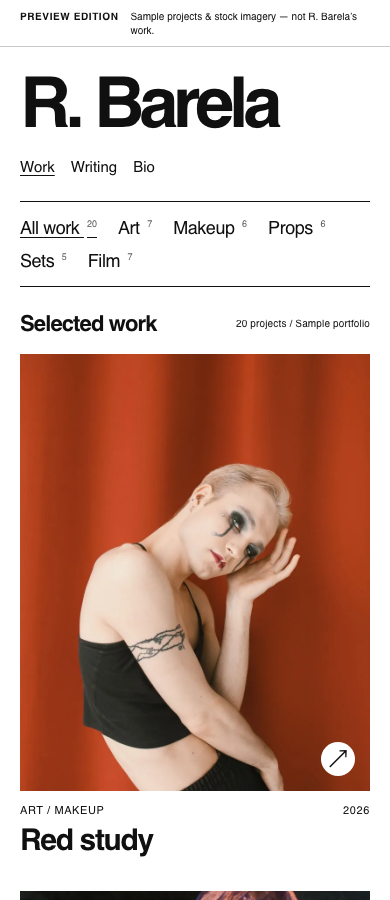 PREVIEW EDITION Sample projects & stock imagery — not R. Barela's
work.
R. Barela
Work Writing Bio
All work 20 Art 7 Makeup 6 Props 6
Sets 5 Film 7
Selected work 20 projects / Sample portfolio
ART / MAKEUP 2026
Red study